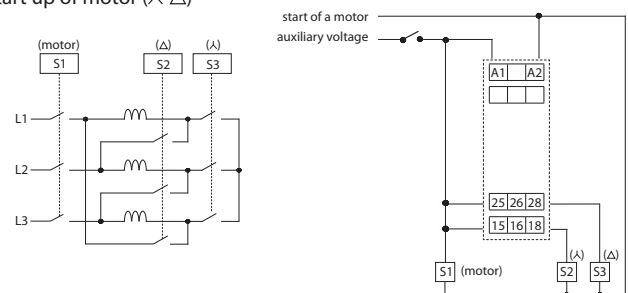 tart up of motor (⅄-△)
(motor)
(△)
(⅄)
S1
S2
S3
L1
L2
L3
start of a motor
auxiliary voltage
A1
A2
25 26 28
15 16 18
(⅄)
(△)
S1 (motor)
S2
S3